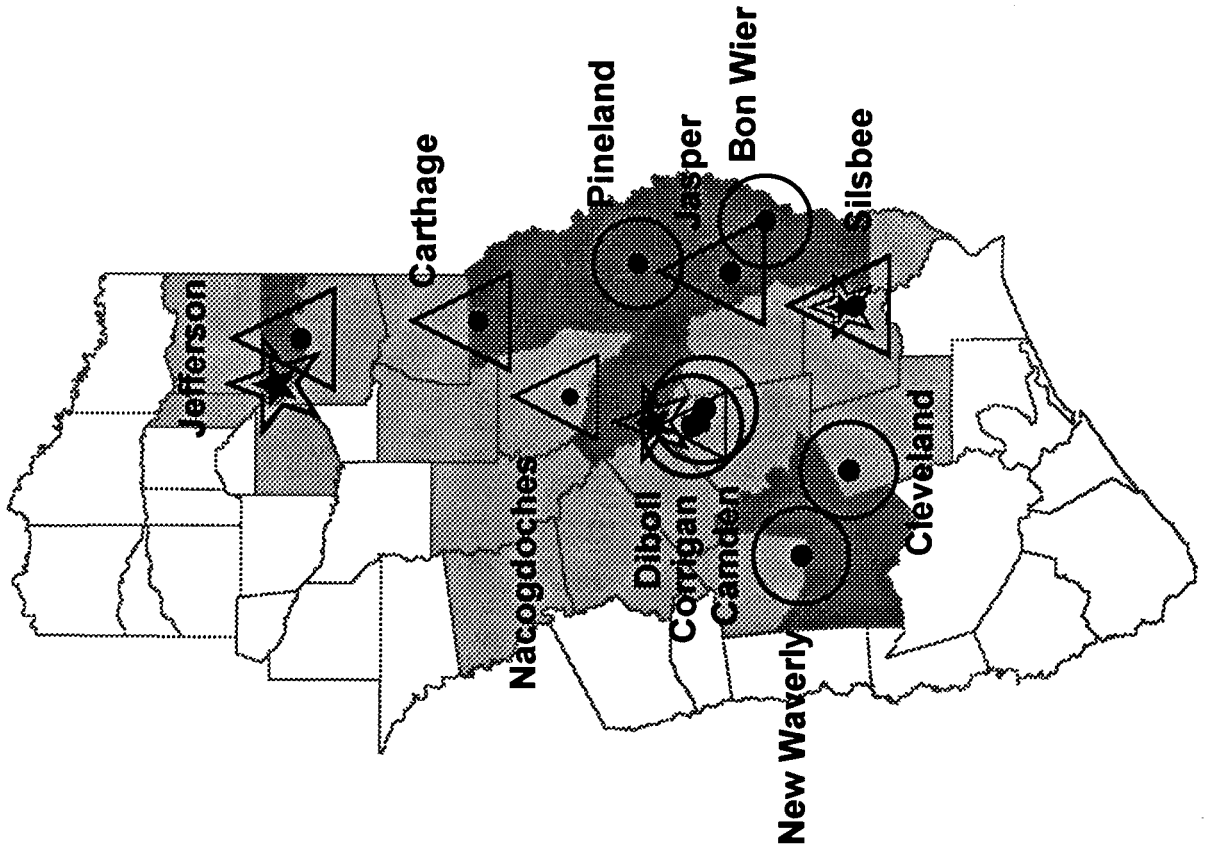 Jefferson
Carthage
Nacogdoches
Pineland
Diboll
Jasper
Corrigan
Camden
Bon Wier
New Waverly
Silsbee
Cleveland